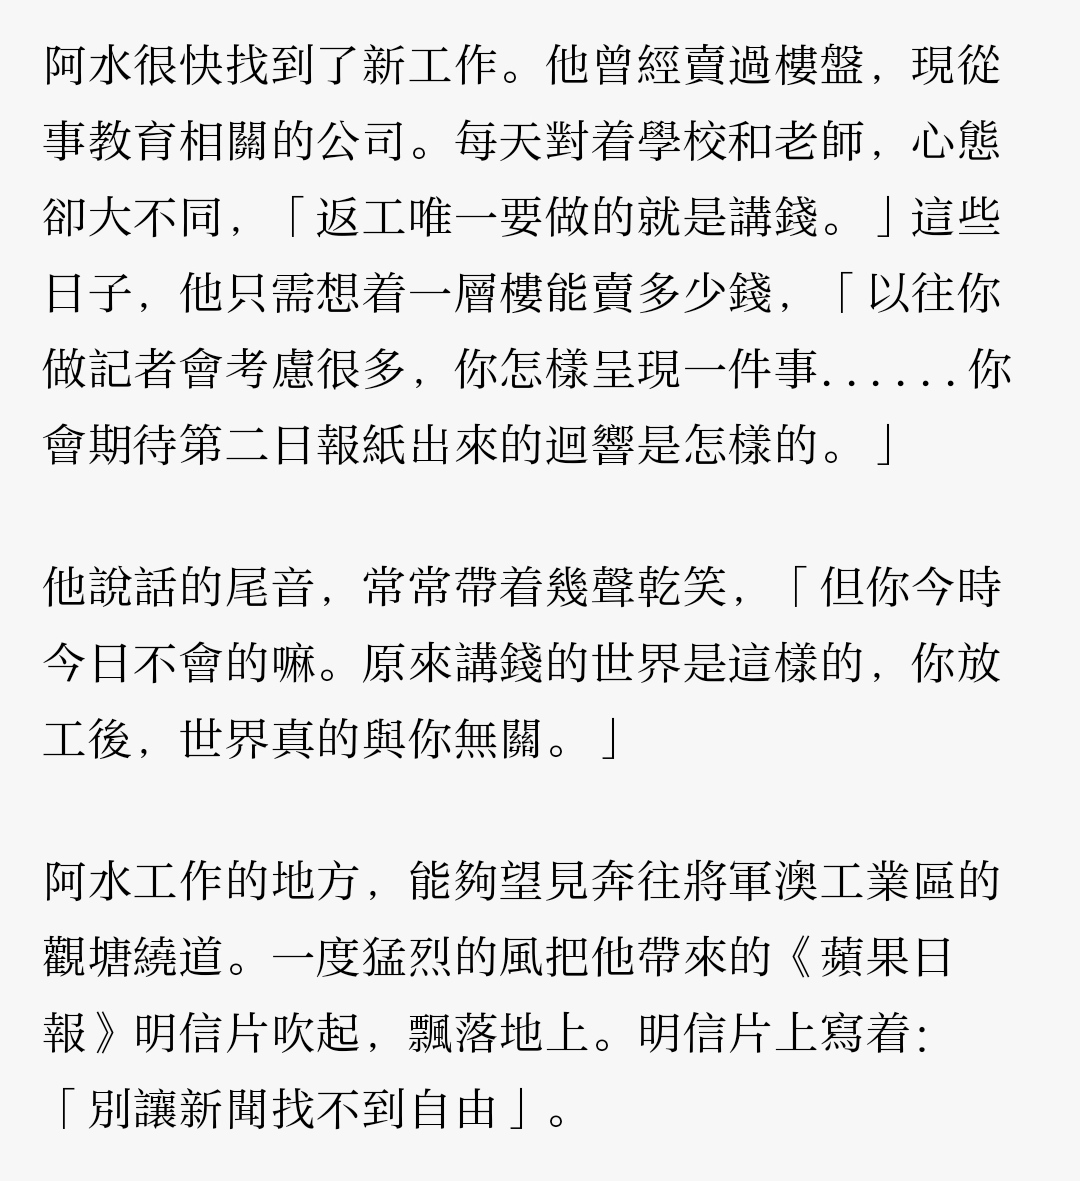 阿水很快找到了新工作。他曾經賣過樓盤，現從
事教育相關的公司。每天對着學校和老師，心態
卻大不同，「返工唯一要做的就是講錢。」這些
日子，他只需想着一層樓能賣多少錢，「以往你
做記者會考慮很多，你怎樣呈現一件事......你
會期待第二日報紙出來的迴響是怎樣的。」
他說話的尾音，常常帶着幾聲乾笑，「但你今時
今日不會的嘛。原來講錢的世界是這樣的，你放
工後，世界真的與你無關。」
阿水工作的地方，能夠望見奔往將軍澳工業區的
觀塘繞道。一度猛烈的風把他帶來的《蘋果日
報》明信片吹起，飄落地上。明信片上寫着：
「別讓新聞找不到自由」。